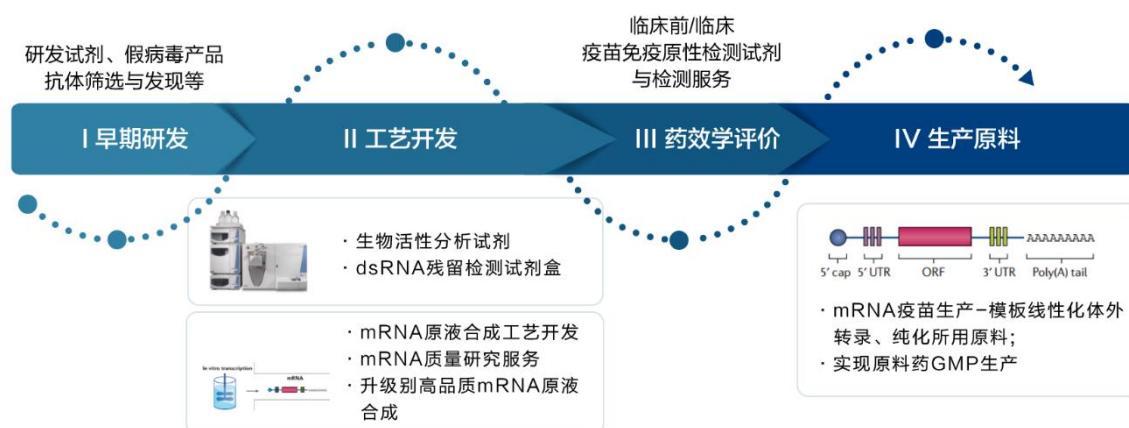 研发试剂、假病毒产品
抗体筛选与发现等
临床前/临床
疫苗免疫原性检测试剂
与检测服务
I 早期研发
II 工艺开发
III 药效学评价
IV 生产原料
· 生物活性分析试剂
· dsRNA残留检测试剂盒
In vitro transcription
mRNA
· mRNA原液合成工艺开发
· mRNA质量研究服务
· 升级别高品质mRNA原液
合成
AAAAAAAAA
5′ cap
5′ UTR
ORF
3′ UTR
Poly(A) tail
· mRNA疫苗生产-模板线性化体外
转录、纯化所用原料；
· 实现原料药GMP生产